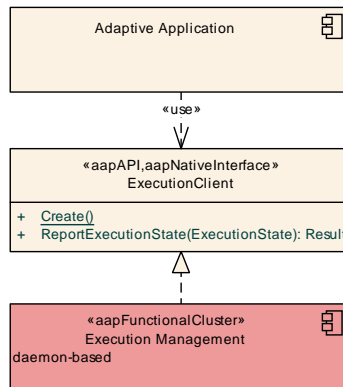 Adaptive Application
«use»
«aapAPI,aapNativeInterface»
ExecutionClient
+ Create()
+ ReportExecutionState(ExecutionState): Result
«aapFunctionalCluster»
Execution Management
daemon-based